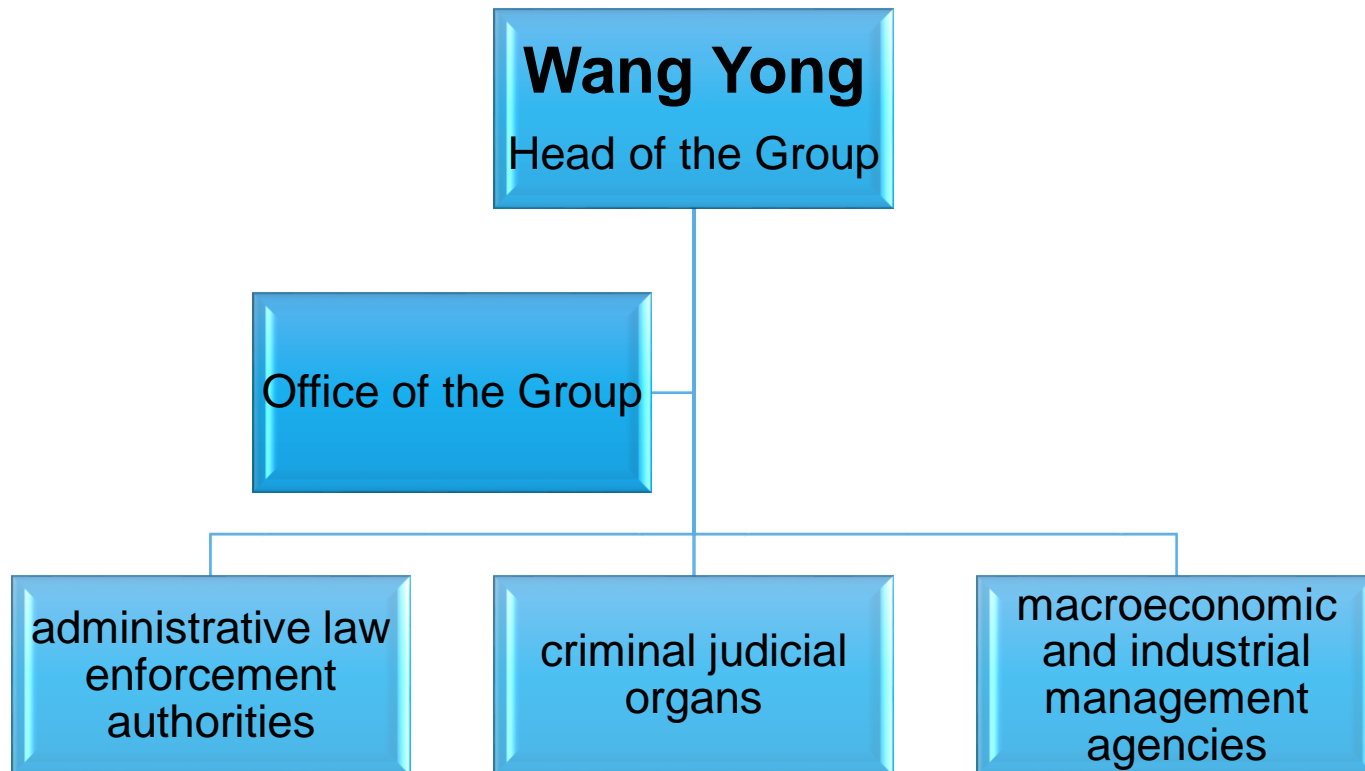 Wang Yong
Head of the Group
Office of the Group
administrative law
enforcement
authorities
criminal judicial
organs
macroeconomic
and industrial
management
agencies